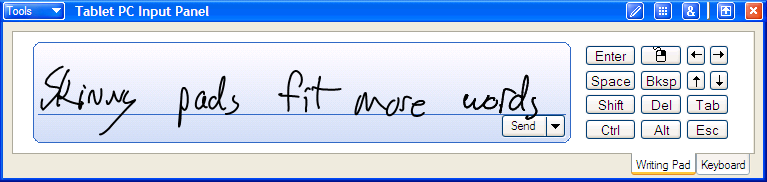 Tools Tablet PC Input Panel &
Skinny pads fit more words
Send
Enter
Space Bksp
Shift Del Tab
Ctrl Alt Esc
Writing Pad Keyboard